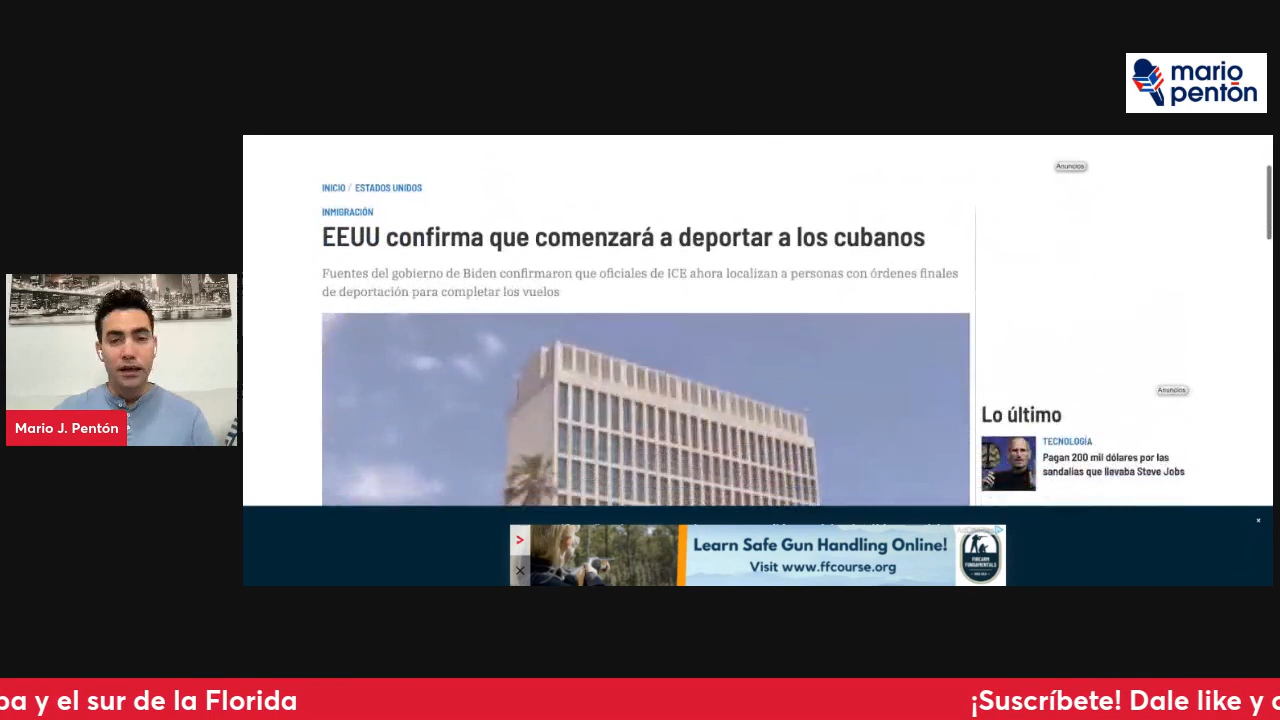 mario
pentón
Anuncios
INICIO / ESTADOS UNIDOS
INMIGRACIÓN
EEUU confirma que comenzará a deportar a los cubanos
Fuentes del gobierno de Biden confirmaron que oficiales de ICE ahora localizan a personas con órdenes finales
de deportación para completar los vuelos
Anuncios
Lo último
TECNOLOGÍA
Pagan 200 mil dólares por las
sandalias que llevaba Steve Jobs
Mario J. Pentón
Learn Safe Gun Handling Online!
Visit www.ffcourse.org
FIREARM
FUNDAMENTALS
ba y el sur de la Florida
¡Suscríbete! Dale like y c